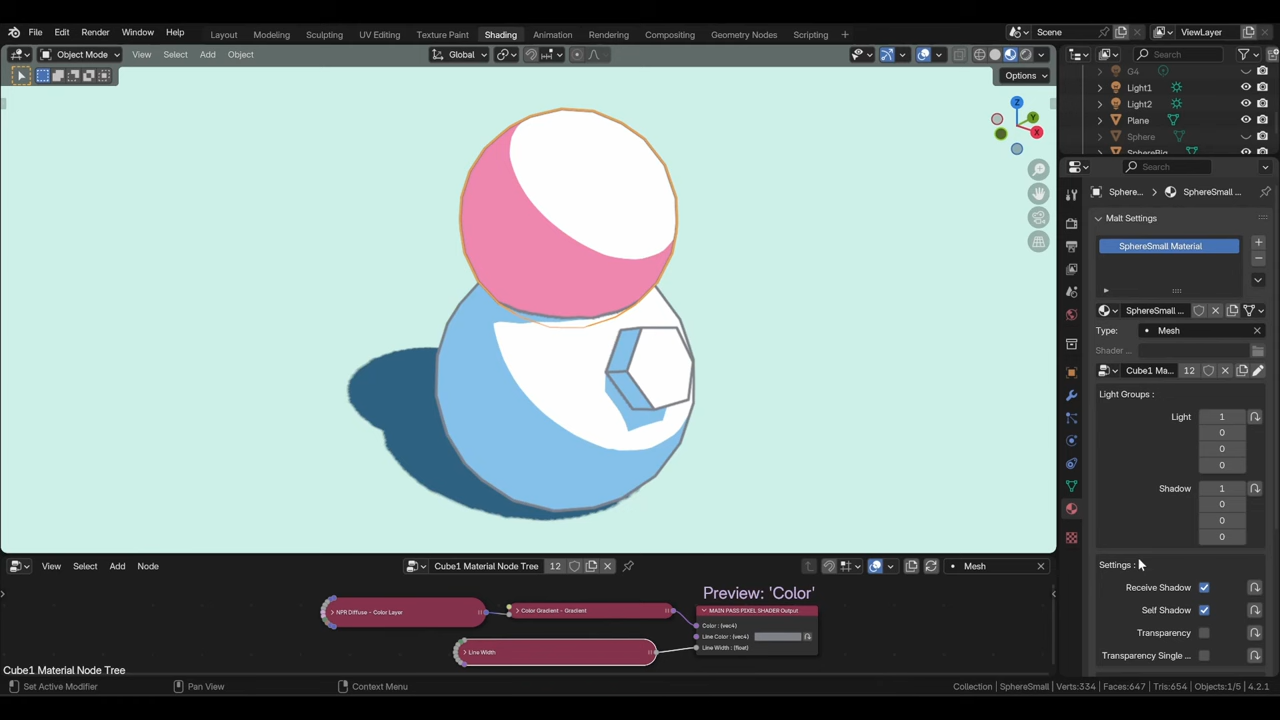 File Edit Render Window Help Layout Modeling Sculpting UV Editing Texture Paint Shading Animation Rendering Compositing Geometry Nodes Scripting + Scene ViewLayer
Object Mode View Select Add Object Global Search
Options
G4
Light1
Light2
Plane
Sphere
SphereBig
Z
Y
X
Search
Sphere... SphereSmall ...
Malt Settings
SphereSmall Material
SphereSmall ...
Type: Mesh
Shader ...
Cube1 Ma... 12
Light Groups :
Light 1
0
0
0
Shadow 1
0
0
0
Settings :
Receive Shadow
Self Shadow
Transparency
Transparency Single ...
View Select Add Node Cube1 Material Node Tree 12 Mesh
Preview: 'Color'
NPR Diffuse - Color Layer
Color Gradient - Gradient
MAIN PASS PIXEL SHADER Output
Color : (vec4)
Line Color : (vec4)
Line Width : (float)
Line Width
Cube1 Material Node Tree
Set Active Modifier Pan View Context Menu Collection | SphereSmall | Verts:334 | Faces:647 | Tris:654 | Objects:1/5 | 4.2.1